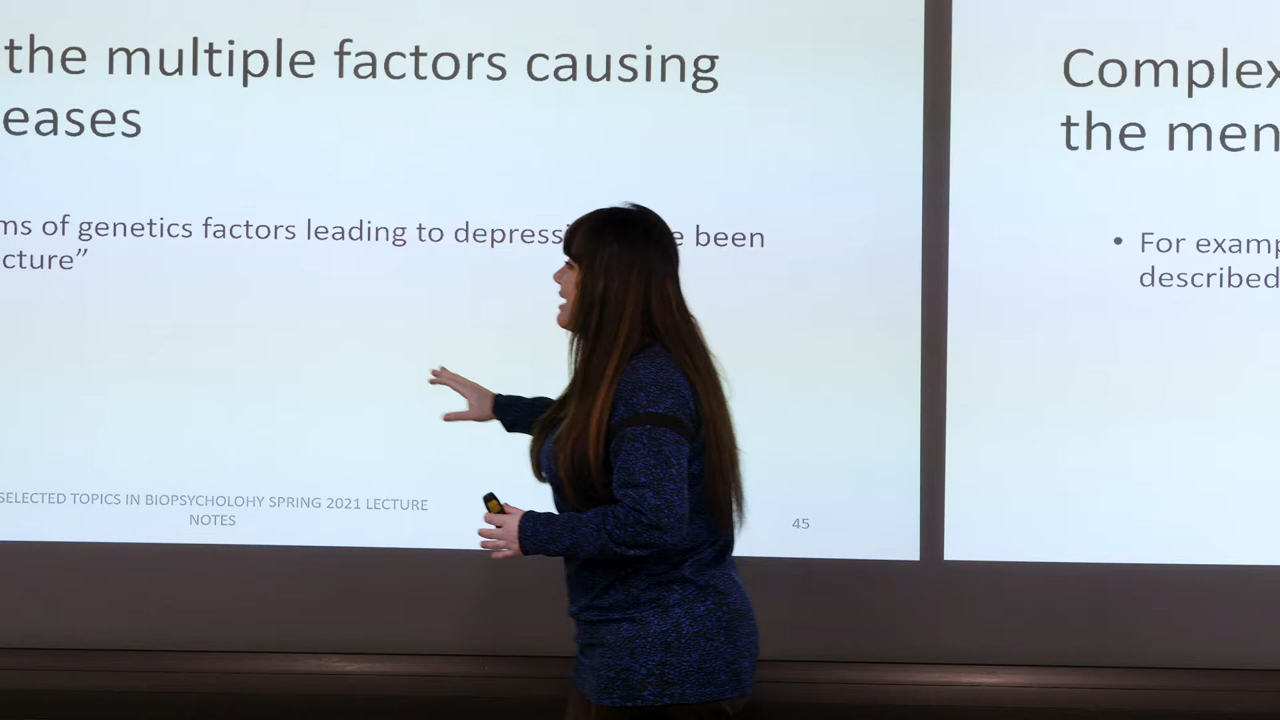 the multiple factors causing
eases
ms of genetics factors leading to depress e been
cture”
SELECTED TOPICS IN BIOPSYCHOLOHY SPRING 2021 LECTURE
NOTES
45
Complex
the men
• For examp
described